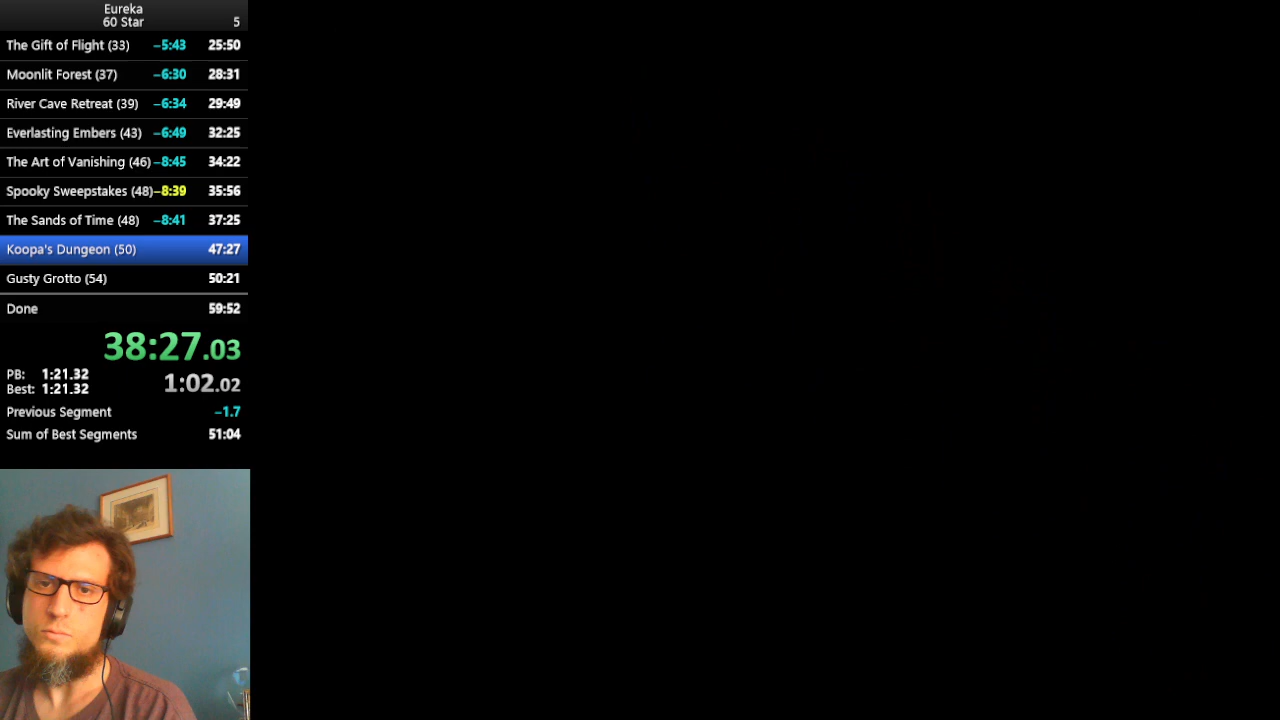 Eureka
60 Star 5
The Gift of Flight (33) −5:43 25:50
Moonlit Forest (37) −6:30 28:31
River Cave Retreat (39) −6:34 29:49
Everlasting Embers (43) −6:49 32:25
The Art of Vanishing (46) −8:45 34:22
Spooky Sweepstakes (48) −8:39 35:56
The Sands of Time (48) −8:41 37:25
Koopa's Dungeon (50) 47:27
Gusty Grotto (54) 50:21
Done 59:52
38:27.03
PB: 1:21.32 1:02.02
Best: 1:21.32
Previous Segment −1.7
Sum of Best Segments 51:04